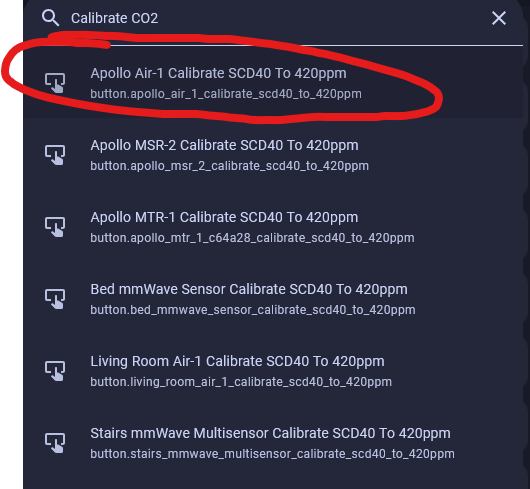 Calibrate CO2
Apollo Air-1 Calibrate SCD40 To 420ppm
button.apollo_air_1_calibrate_scd40_to_420ppm
Apollo MSR-2 Calibrate SCD40 To 420ppm
button.apollo_msr_2_calibrate_scd40_to_420ppm
Apollo MTR-1 Calibrate SCD40 To 420ppm
button.apollo_mtr_1_c64a28_calibrate_scd40_to_420ppm
Bed mmWave Sensor Calibrate SCD40 To 420ppm
button.bed_mmwave_sensor_calibrate_scd40_to_420ppm
Living Room Air-1 Calibrate SCD40 To 420ppm
button.living_room_air_1_calibrate_scd40_to_420ppm
Stairs mmWave Multisensor Calibrate SCD40 To 420ppm
button.stairs_mmwave_multisensor_calibrate_scd40_to_420ppm